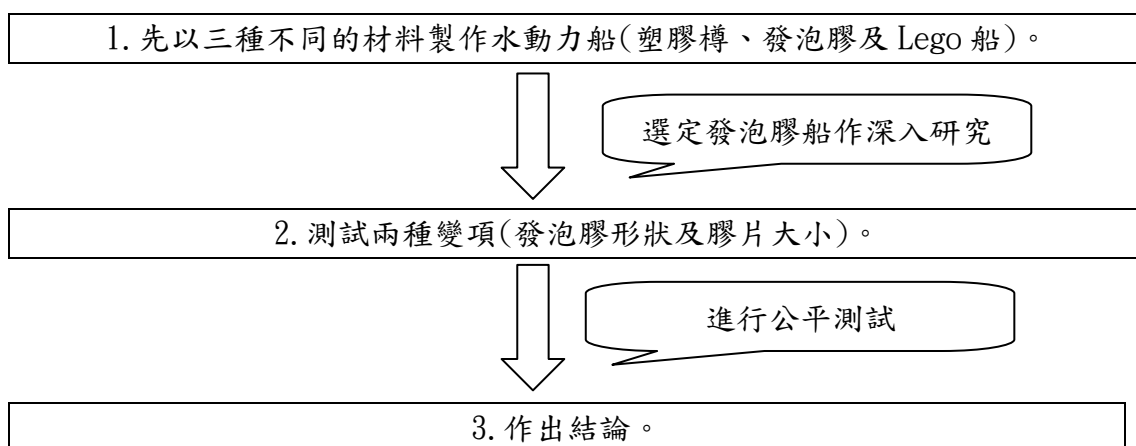 1.先以三種不同的材料製作水動力船(塑膠樽、發泡膠及 Lego 船)。
選定發泡膠船作深入研究
2.測試兩種變項(發泡膠形狀及膠片大小)。
進行公平測試
3.作出結論。